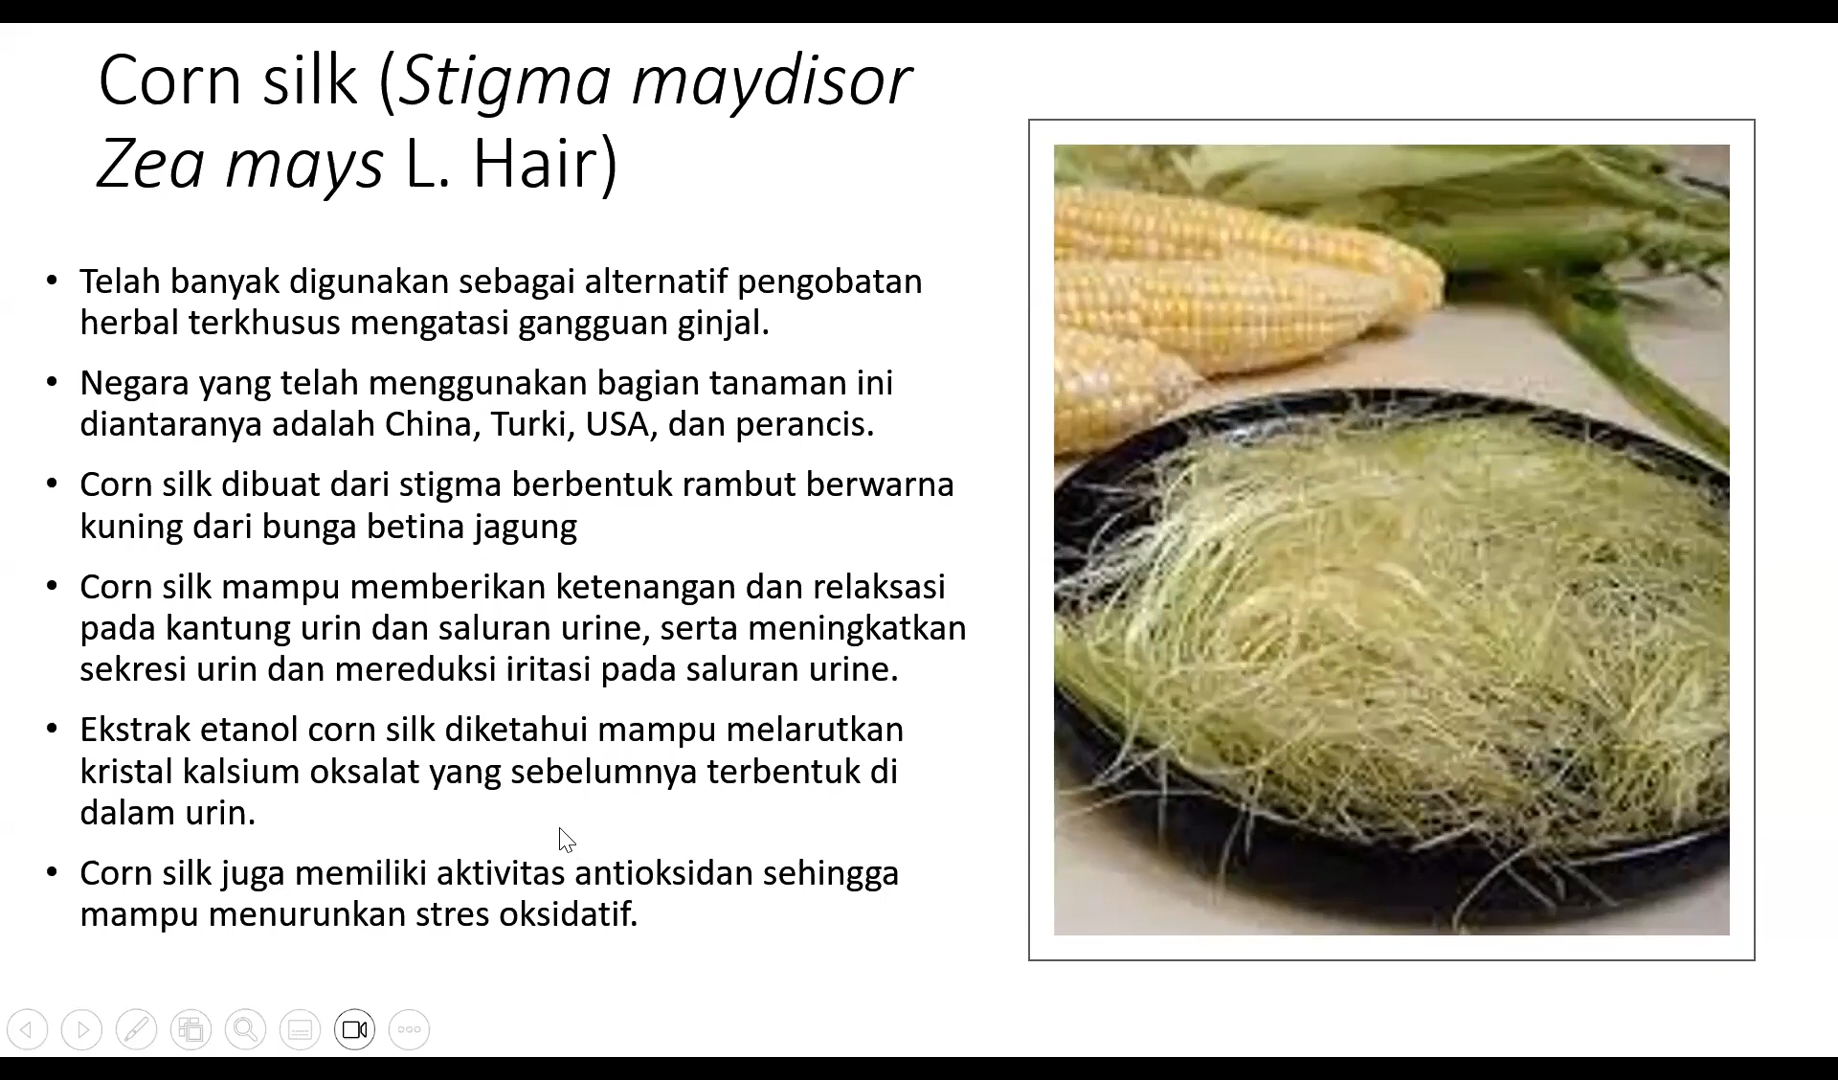 Corn silk (Stigma maydisor
Zea mays L. Hair)
• Telah banyak digunakan sebagai alternatif pengobatan
herbal terkhusus mengatasi gangguan ginjal.
• Negara yang telah menggunakan bagian tanaman ini
diantaranya adalah China, Turki, USA, dan perancis.
• Corn silk dibuat dari stigma berbentuk rambut berwarna
kuning dari bunga betina jagung
• Corn silk mampu memberikan ketenangan dan relaksasi
pada kantung urin dan saluran urine, serta meningkatkan
sekresi urin dan mereduksi iritasi pada saluran urine.
• Ekstrak etanol corn silk diketahui mampu melarutkan
kristal kalsium oksalat yang sebelumnya terbentuk di
dalam urin.
• Corn silk juga memiliki aktivitas antioksidan sehingga
mampu menurunkan stres oksidatif.